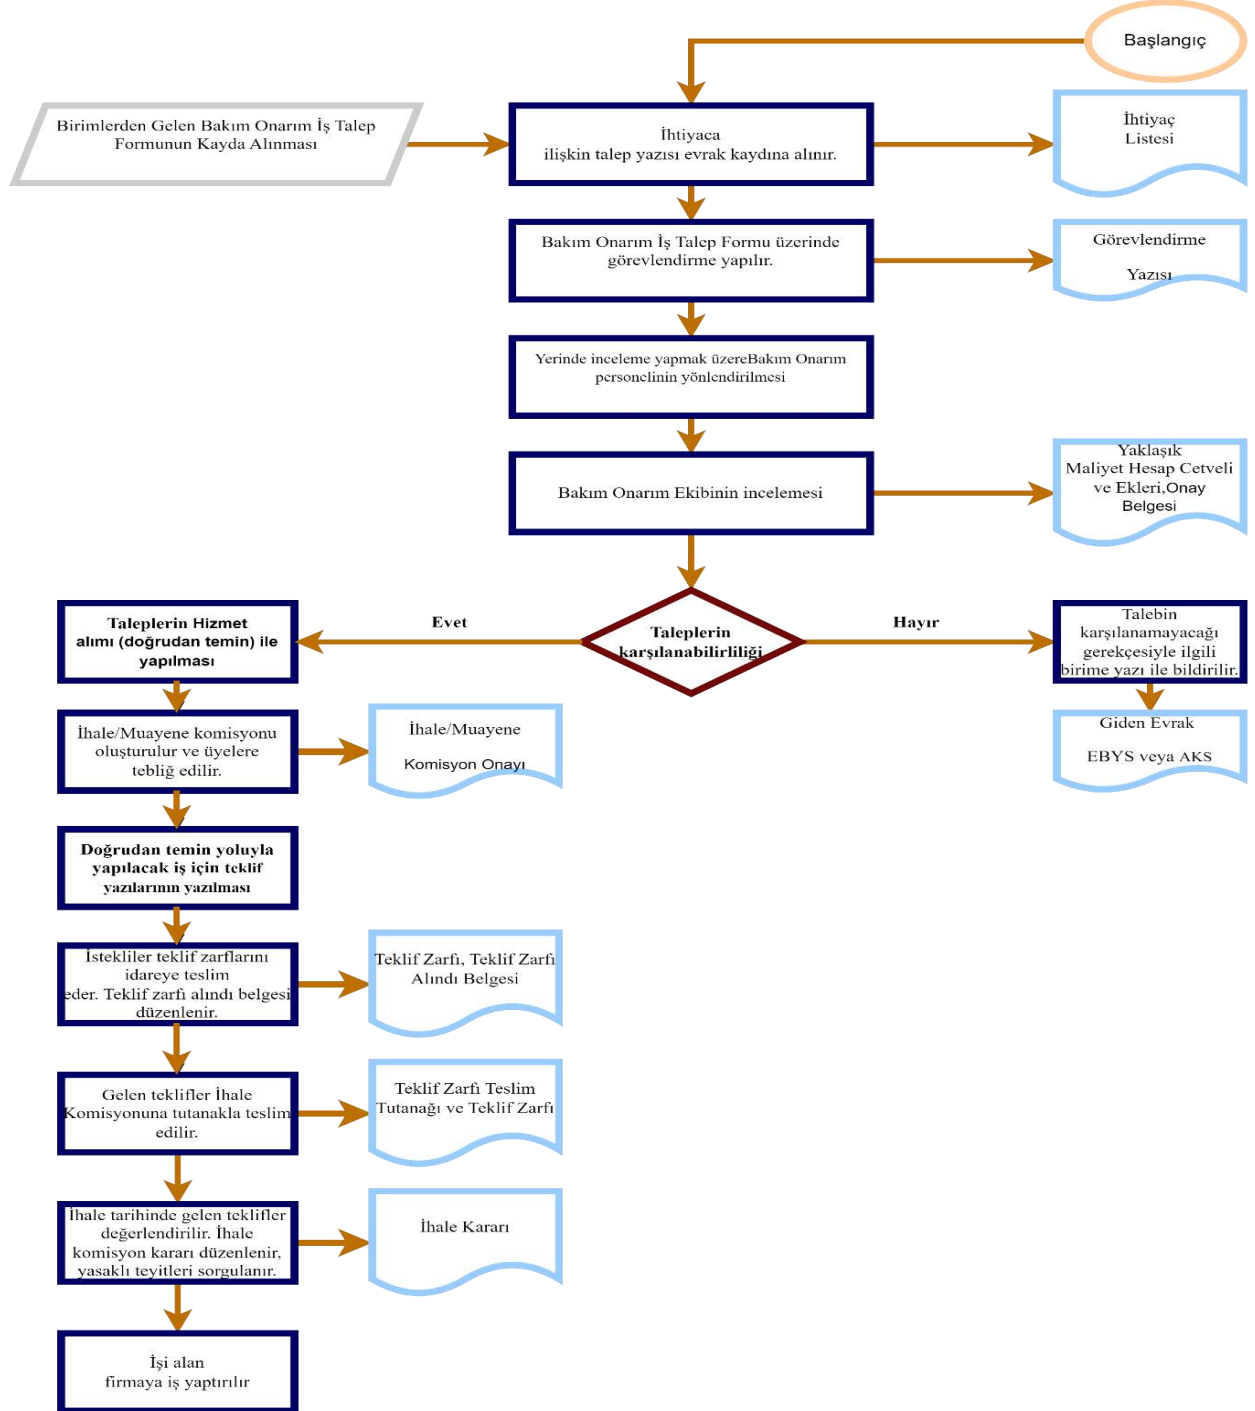 Başlangıç
Birimlerden Gelen Bakım Onarım İş Talep
Formunun Kayda Alınması
İhtiyaca
ilişkin talep yazısı evrak kaydına alınır.
İhtiyaç
Listesi
Bakım Onarım İş Talep Formu üzerinde
görevlendirme yapılır.
Görevlendirme
Yazısı
Yerinde inceleme yapmak üzereBakım Onarım
personelinin yönlendirilmesi
Bakım Onarım Ekibinin incelemesi
Yaklaşık
Maliyet Hesap Cetveli
ve Ekleri,Onay
Belgesi
Taleplerin
karşılanabilirliliği
Evet
Hayır
Taleplerin Hizmet
alımı (doğrudan temin) ile
yapılması
Talebin
karşılanamayacağı
gerekçesiyle ilgili
birime yazı ile bildirilir.
Giden Evrak
EBYS veya AKS
İhale/Muayene komisyonu
oluşturulur ve üyelere
tebliğ edilir.
İhale/Muayene
Komisyon Onayı
Doğrudan temin yoluyla
yapılacak iş için teklif
yazılarının yazılması
İstekliler teklif zarflarını
idareye teslim
eder. Teklif zarfı alındı belgesi
düzenlenir.
Teklif Zarfı, Teklif Zarfı
Alındı Belgesi
Gelen teklifler İhale
Komisyonuna tutanakla teslim
edilir.
Teklif Zarfı Teslim
Tutanağı ve Teklif Zarfı
İhale tarihinde gelen teklifler
değerlendirilir. İhale
komisyon kararı düzenlenir,
yasaklı teyitleri sorgulanır.
İhale Kararı
İşi alan
firmaya iş yaptırılır